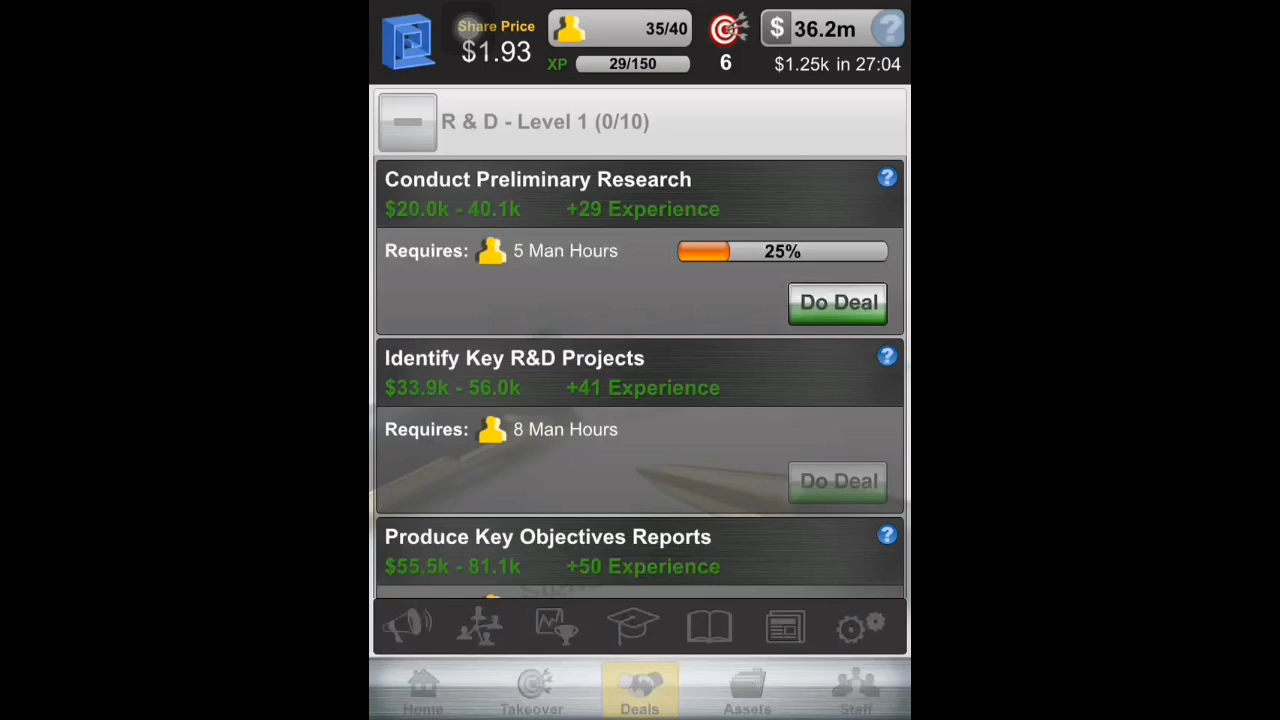 Share Price
$1.93
35/40
XP 29/150
6
$ 36.2m ?
$1.25k in 27:04
R & D - Level 1 (0/10)
Conduct Preliminary Research ?
$20.0k - 40.1k +29 Experience
Requires: 5 Man Hours 25%
Do Deal
Identify Key R&D Projects ?
$33.9k - 56.0k +41 Experience
Requires: 8 Man Hours
Do Deal
Produce Key Objectives Reports ?
$55.5k - 81.1k +50 Experience
Home Takeover Deals Assets Staff